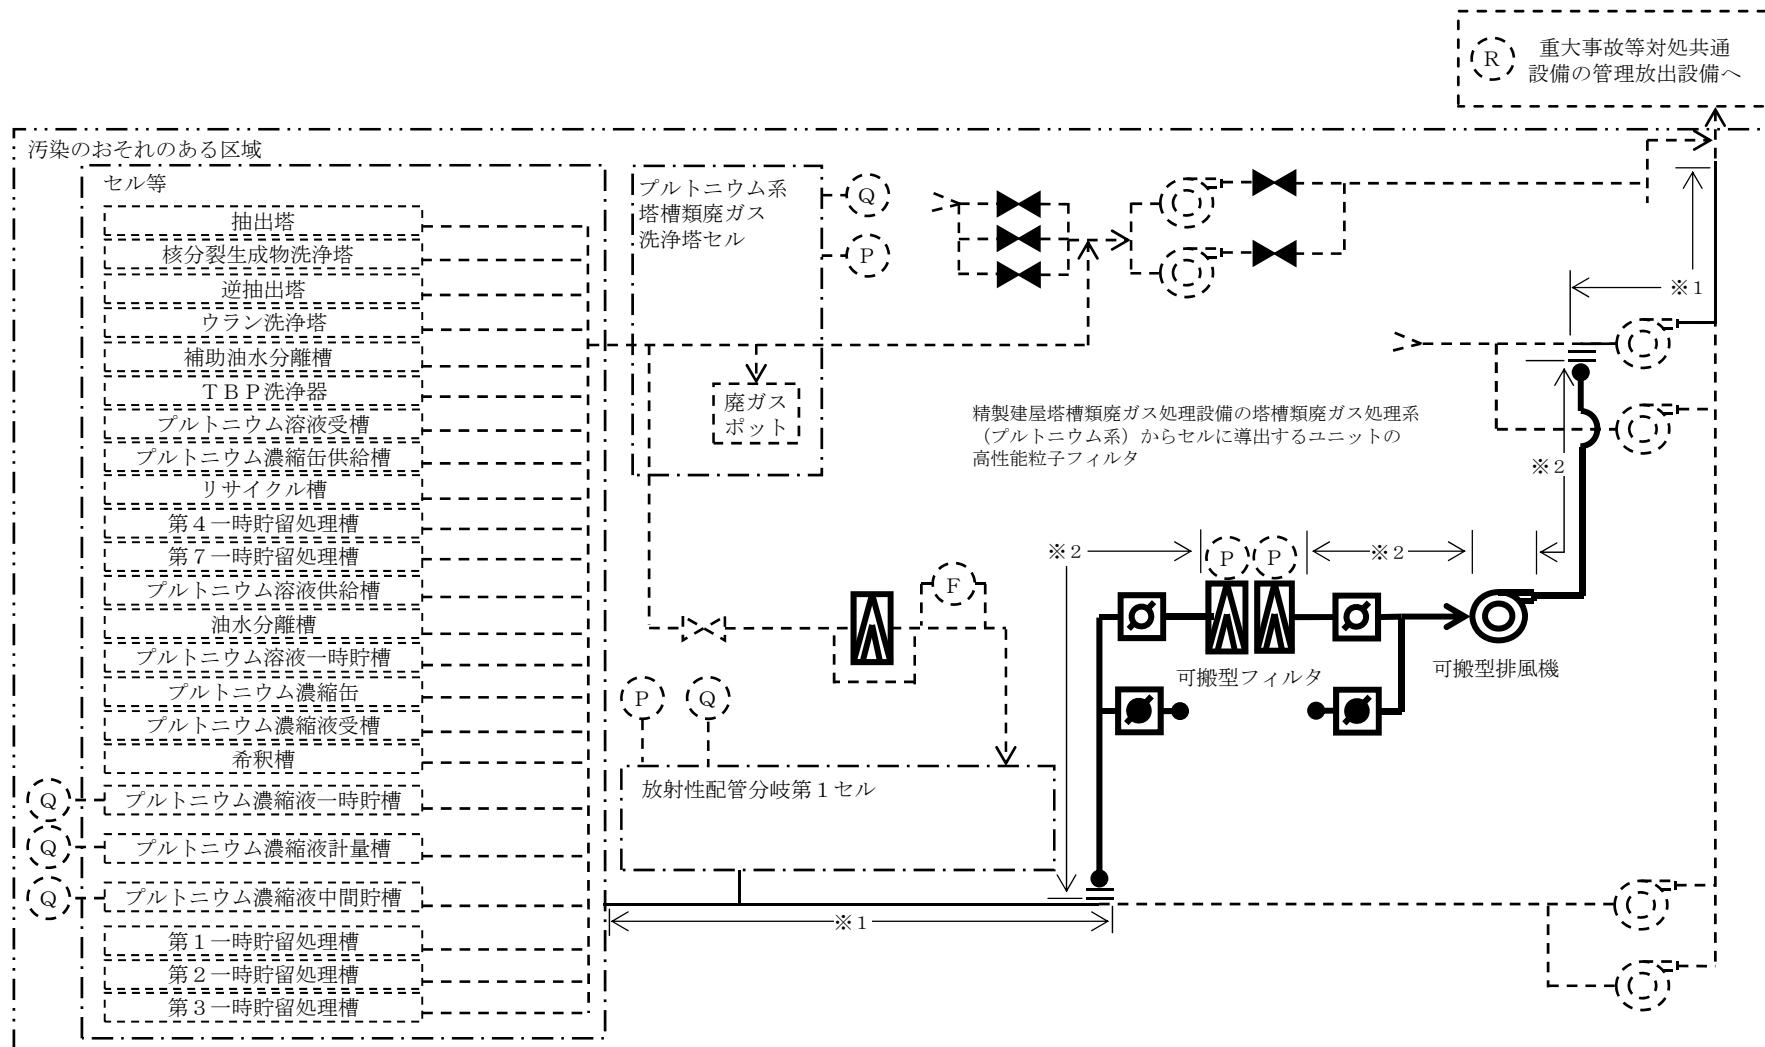 重大事故等対処共通
設備の管理放出設備へ
R
汚染のおそれのある区域
セル等
抽出塔
核分裂生成物洗浄塔
逆抽出塔
ウラン洗浄塔
補助油水分離槽
ＴＢＰ洗浄器
プルトニウム溶液受槽
プルトニウム濃縮缶供給槽
リサイクル槽
第４一時貯留処理槽
第７一時貯留処理槽
プルトニウム溶液供給槽
油水分離槽
プルトニウム溶液一時貯槽
プルトニウム濃縮缶
プルトニウム濃縮液受槽
希釈槽
Q
プルトニウム濃縮液一時貯槽
Q
プルトニウム濃縮液計量槽
Q
プルトニウム濃縮液中間貯槽
第１一時貯留処理槽
第２一時貯留処理槽
第３一時貯留処理槽
プルトニウム系
塔槽類廃ガス
洗浄塔セル
Q
P
廃ガス
ポット
※１
精製建屋塔槽類廃ガス処理設備の塔槽類廃ガス処理系
（プルトニウム系）からセルに導出するユニットの
高性能粒子フィルタ
※２
※２
P
P
※２
F
可搬型フィルタ
可搬型排風機
P
Q
放射性配管分岐第１セル
※１